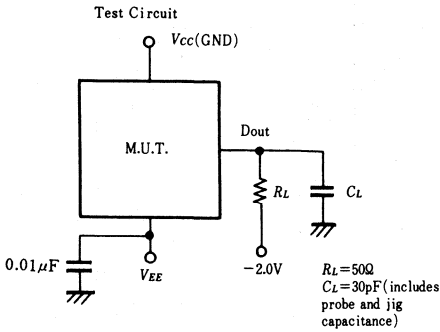 Test Circuit
Vcc(GND)
M.U.T.
Dout
RL
CL
0.01μF
VEE
−2.0V
RL=50Ω
CL=30pF(includes
probe and jig
capacitance)